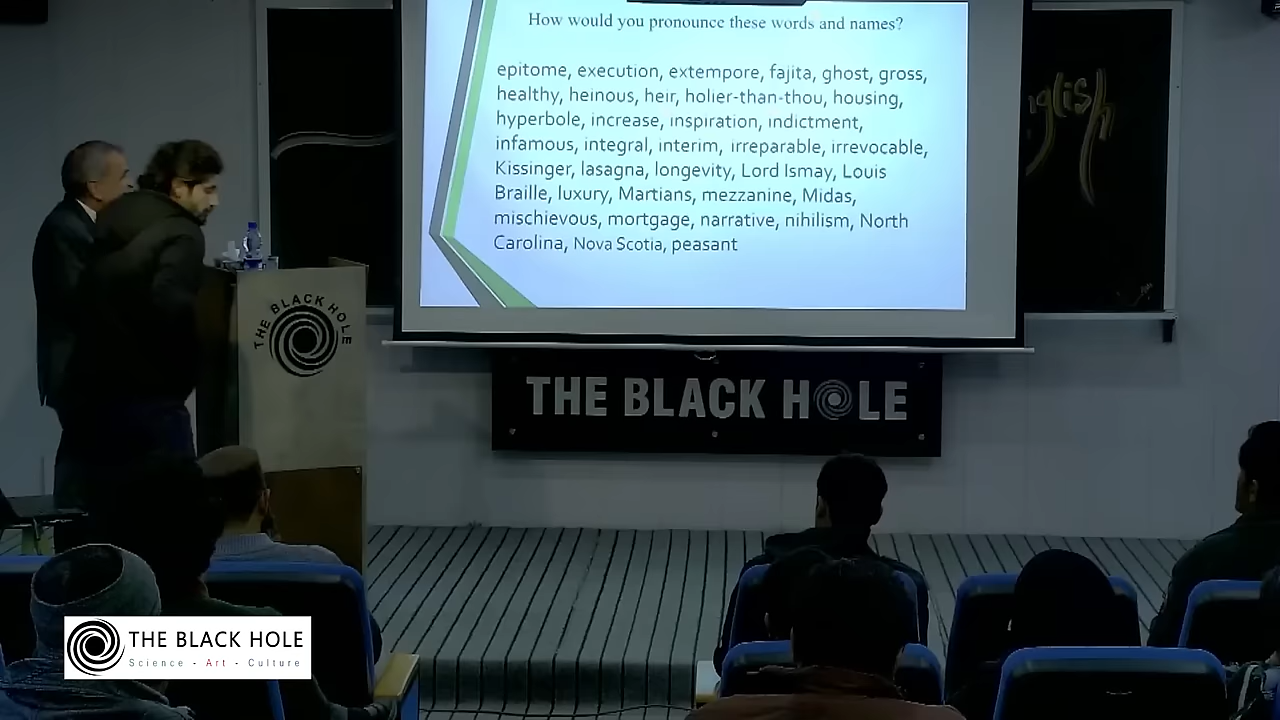 How would you pronounce these words and names?
epitome, execution, extempore, fajita, ghost, gross,
healthy, heinous, heir, holier-than-thou, housing,
hyperbole, increase, inspiration, indictment,
infamous, integral, interim, irreparable, irrevocable,
Kissinger, lasagna, longevity, Lord Ismay, Louis
Braille, luxury, Martians, mezzanine, Midas,
mischievous, mortgage, narrative, nihilism, North
Carolina, Nova Scotia, peasant
THE BLACK HOLE
THE BLACK HOLE
THE BLACK HOLE
Science - Art - Culture